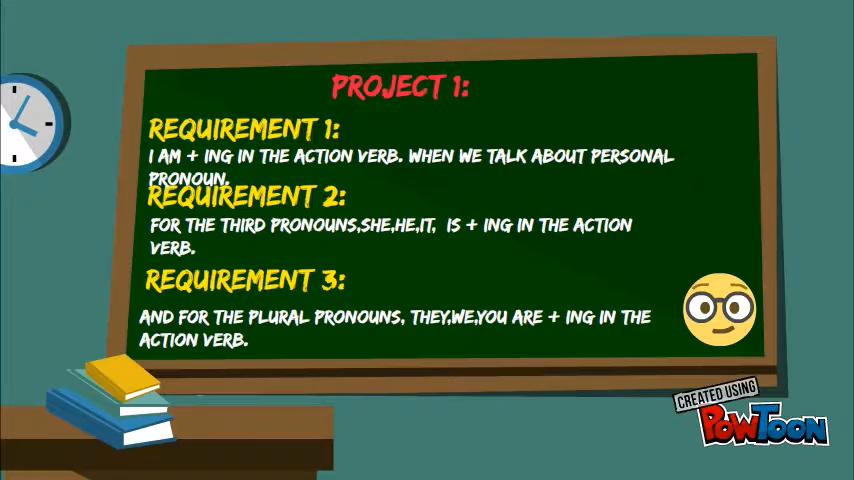 PROJECT 1:
REQUIREMENT 1:
I AM + ING IN THE ACTION VERB. WHEN WE TALK ABOUT PERSONAL
PRONOUN.
REQUIREMENT 2:
FOR THE THIRD PRONOUNS,SHE,HE,IT, IS + ING IN THE ACTION
VERB.
REQUIREMENT 3:
AND FOR THE PLURAL PRONOUNS, THEY,WE,YOU ARE + ING IN THE
ACTION VERB.
CREATED USING
POWTOON